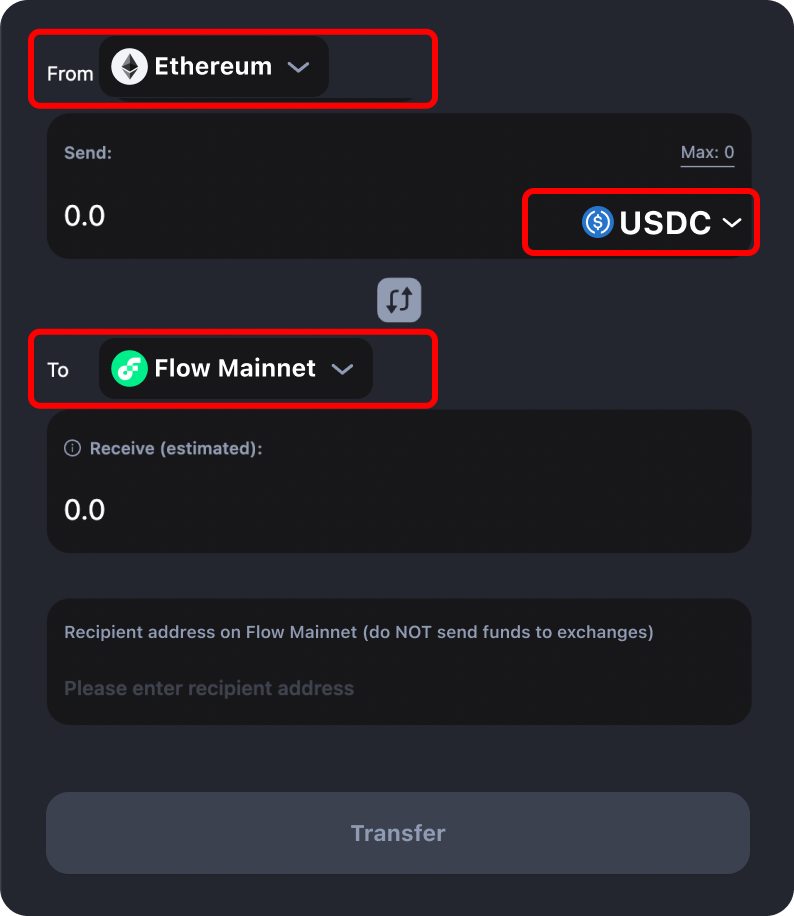 From Ethereum
Send:
Max: 0
0.0
USDC
To Flow Mainnet
Receive (estimated):
0.0
Recipient address on Flow Mainnet (do NOT send funds to exchanges)
Please enter recipient address
Transfer